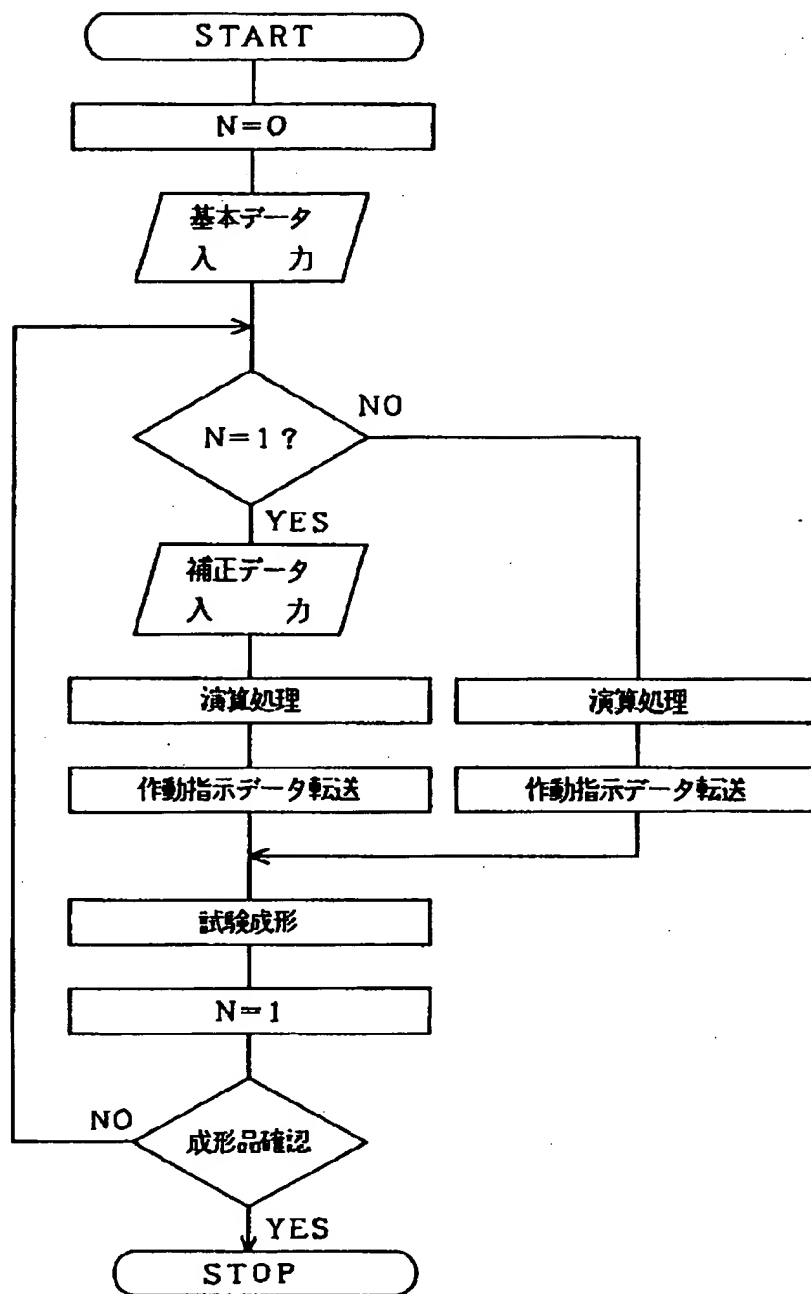 START
N=0
基本データ
入 力
N=1?
NO
YES
補正データ
入 力
演算処理
演算処理
作動指示データ転送
作動指示データ転送
試験成形
N=1
NO
成形品確認
YES
STOP